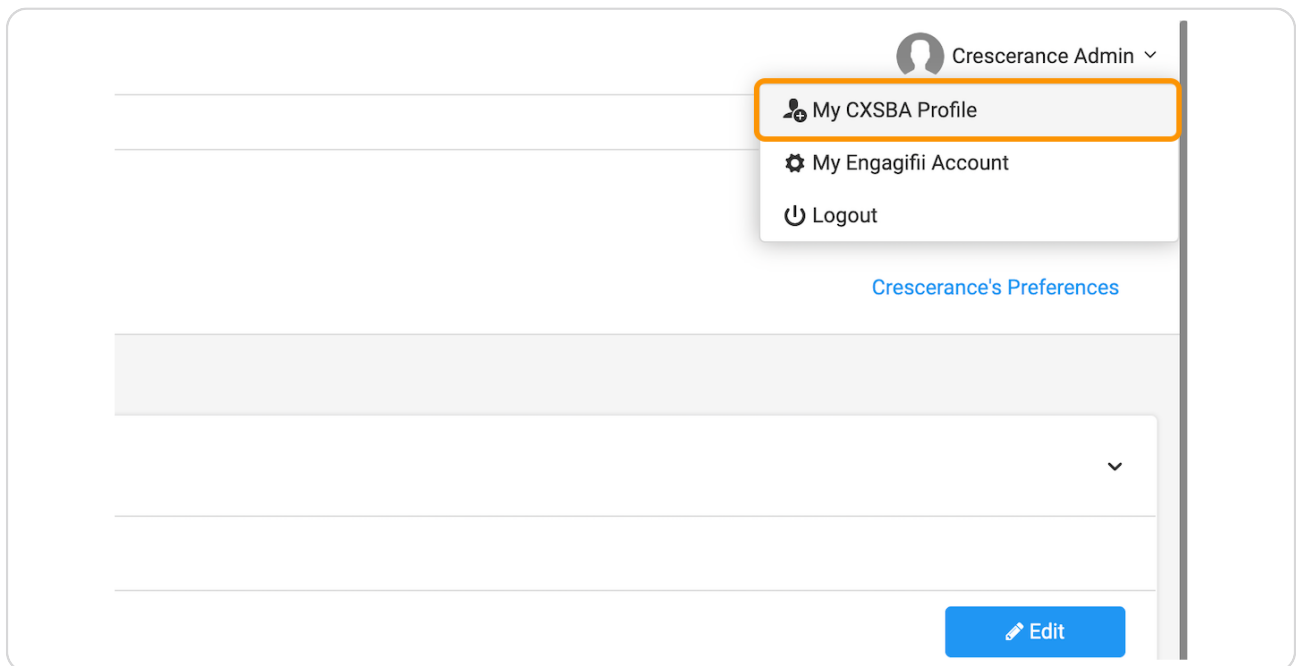 Crescerance Admin
My CXSBA Profile
My Engagifii Account
Logout
Crescerance's Preferences
Edit